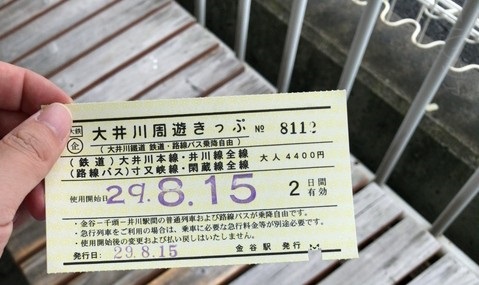 大鉄
企
大井川周遊きっぷ № 8112
(大井川鐵道 鉄道・路線バス乗降自由)
(鉄道)大井川本線・井川線全線 大人 4400円
(路線バス)寸又峡線・閑蔵線全線
使用開始日 29.8.15 2日間有効
・金谷-千頭-井川駅間の普通列車および路線バスが乗降自由です。
・急行列車をご利用の場合は、乗車に必要な急行料金等が別途必要です。
・使用開始後の変更および払い戻しはいたしません。
発行日: 29.8.15 金谷駅 発行